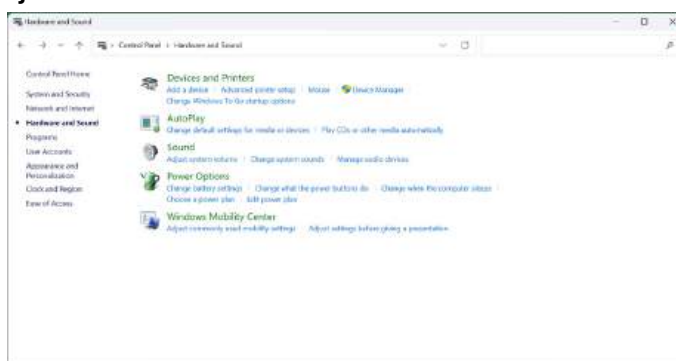 Hardware and Sound
Control Panel > Hardware and Sound
Control Panel Home
System and Security
Network and Internet
Hardware and Sound
Programs
User Accounts
Appearance and
Personalization
Clock and Region
Ease of Access
Devices and Printers
Add a device Advanced printer setup Mouse Device Manager
Change Windows To Go startup options
AutoPlay
Change default settings for media or devices Play CDs or other media automatically
Sound
Adjust system volume Change system sounds Manage audio devices
Power Options
Change battery settings Change what the power buttons do Change when the computer sleeps
Choose a power plan Edit power plan
Windows Mobility Center
Adjust commonly used mobility settings Adjust settings before giving a presentation